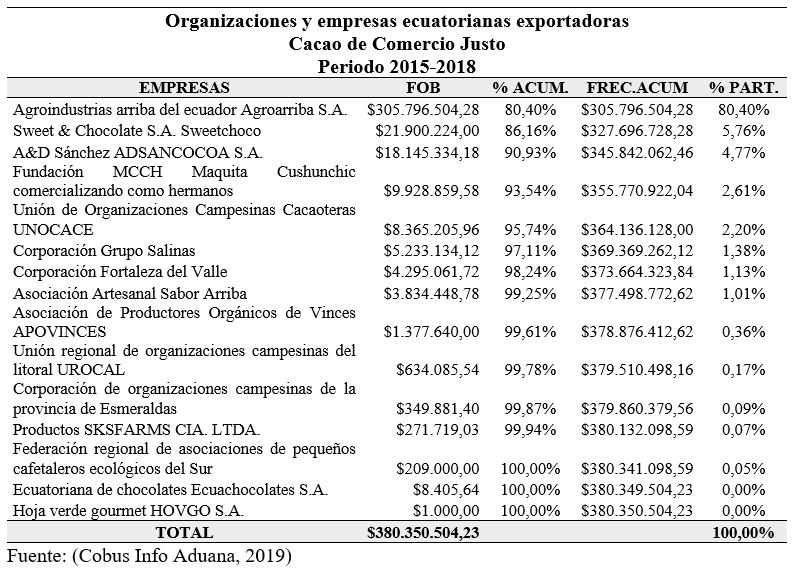 Organizaciones y empresas ecuatorianas exportadoras
Cacao de Comercio Justo
Periodo 2015-2018
EMPRESAS FOB % ACUM. FREC.ACUM % PART.
Agroindustrias arriba del ecuador Agroarriba S.A. $305.796.504,28 80,40% $305.796.504,28 80,40%
Sweet & Chocolate S.A. Sweetchoco $21.900.224,00 86,16% $327.696.728,28 5,76%
A&D Sánchez ADSANCOCOA S.A. $18.145.334,18 90,93% $345.842.062,46 4,77%
Fundación MCCH Maquita Cushunchic
comercializando como hermanos $9.928.859,58 93,54% $355.770.922,04 2,61%
Unión de Organizaciones Campesinas Cacaoteras
UNOCACE $8.365.205,96 95,74% $364.136.128,00 2,20%
Corporación Grupo Salinas $5.233.134,12 97,11% $369.369.262,12 1,38%
Corporación Fortaleza del Valle $4.295.061,72 98,24% $373.664.323,84 1,13%
Asociación Artesanal Sabor Arriba $3.834.448,78 99,25% $377.498.772,62 1,01%
Asociación de Productores Orgánicos de Vinces
APOVINCES $1.377.640,00 99,61% $378.876.412,62 0,36%
Unión regional de organizaciones campesinas del
litoral UROCAL $634.085,54 99,78% $379.510.498,16 0,17%
Corporación de organizaciones campesinas de la
provincia de Esmeraldas $349.881,40 99,87% $379.860.379,56 0,09%
Productos SKSFARMS CIA. LTDA. $271.719,03 99,94% $380.132.098,59 0,07%
Federación regional de asociaciones de pequeños
cafetaleros ecológicos del Sur $209.000,00 100,00% $380.341.098,59 0,05%
Ecuatoriana de chocolates Ecuachocolates S.A. $8.405,64 100,00% $380.349.504,23 0,00%
Hoja verde gourmet HOVGO S.A. $1.000,00 100,00% $380.350.504,23 0,00%
TOTAL $380.350.504,23 100,00%
Fuente: (Cobus Info Aduana, 2019)